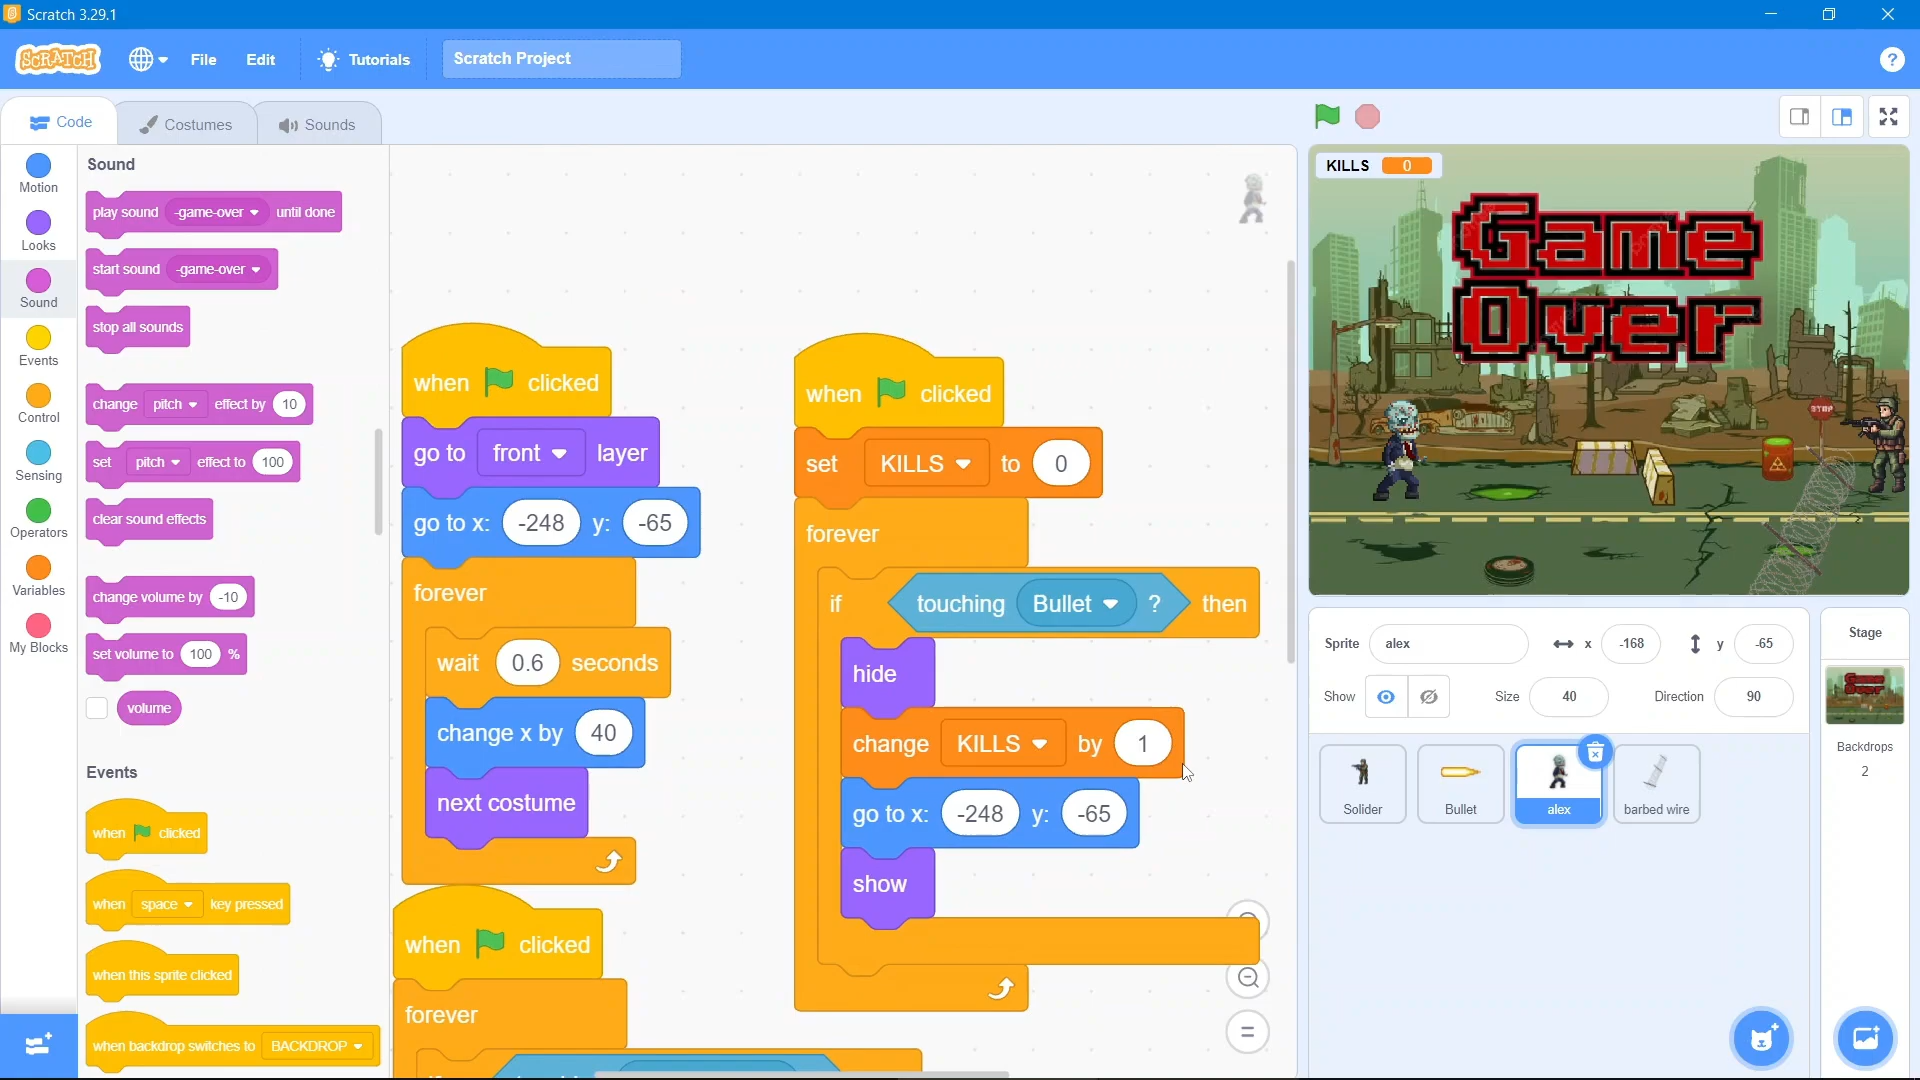 Scratch 3.29.1
SCRATCH
File
Edit
Tutorials
Scratch Project
?
Code
Costumes
Sounds
Motion
Looks
Sound
Events
Control
Sensing
Operators
Variables
My Blocks
Sound
play sound -game-over until done
start sound -game-over
stop all sounds
change pitch effect by 10
set pitch effect to 100
clear sound effects
change volume by -10
set volume to 100 %
volume
Events
when clicked
when space key pressed
when this sprite clicked
when backdrop switches to BACKDROP
when clicked
go to front layer
go to x: -248 y: -65
forever
wait 0.6 seconds
change x by 40
next costume
when clicked
forever
when clicked
set KILLS to 0
forever
if touching Bullet ? then
hide
change KILLS by 1
go to x: -248 y: -65
show
KILLS 0
Game
Over
STOP
Sprite alex x -168 y -65
Show Size 40 Direction 90
Solider
Bullet
alex
barbed wire
Stage
Game
Over
Backdrops
2